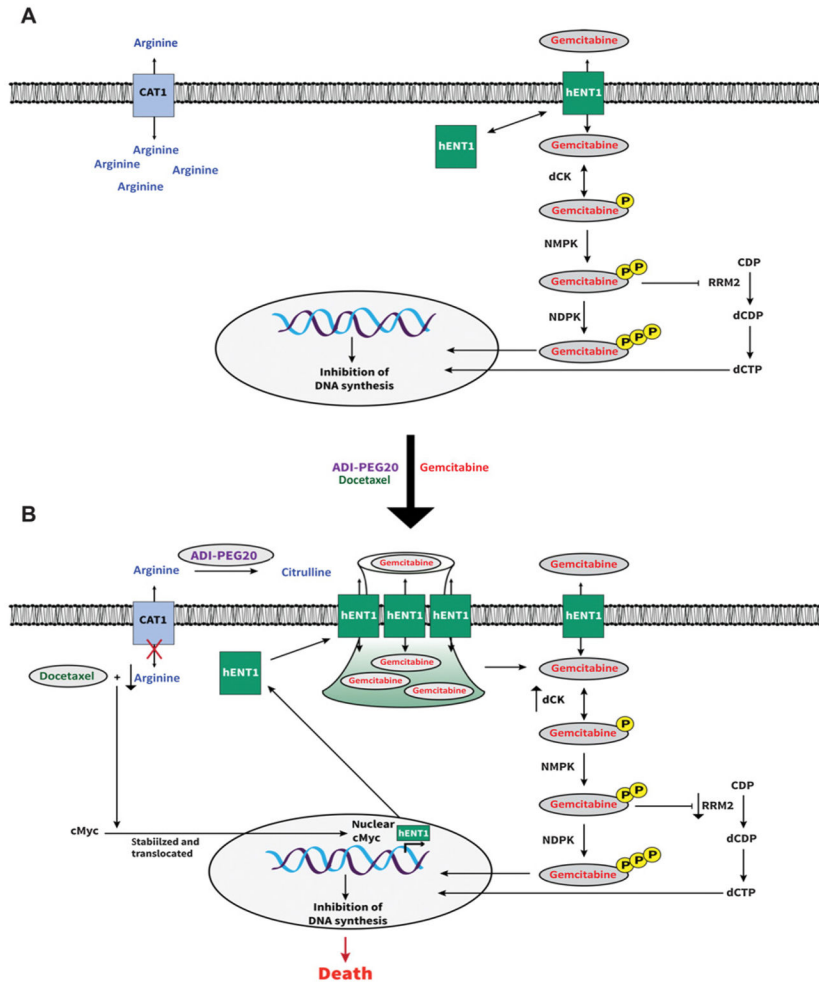 A
Arginine
Gemcitabine
CAT1
hENT1
Arginine
Arginine
Arginine
Arginine
hENT1
Gemcitabine
dCK
Gemcitabine
P
NMPK
Gemcitabine
P P
RRM2
CDP
dCDP
dCTP
NDPK
Gemcitabine
P P P
Inhibition of
DNA synthesis
ADI-PEG20
Docetaxel
Gemcitabine
B
Arginine
ADI-PEG20
Citrulline
Gemcitabine
Gemcitabine
CAT1
hENT1
hENT1
hENT1
hENT1
Docetaxel
+
Arginine
hENT1
Gemcitabine
Gemcitabine
Gemcitabine
Gemcitabine
dCK
Gemcitabine
P
NMPK
Gemcitabine
P P
RRM2
CDP
dCDP
dCTP
NDPK
Gemcitabine
P P P
cMyc
Stabiilzed and
translocated
Nuclear
cMyc
hENT1
Inhibition of
DNA synthesis
Death